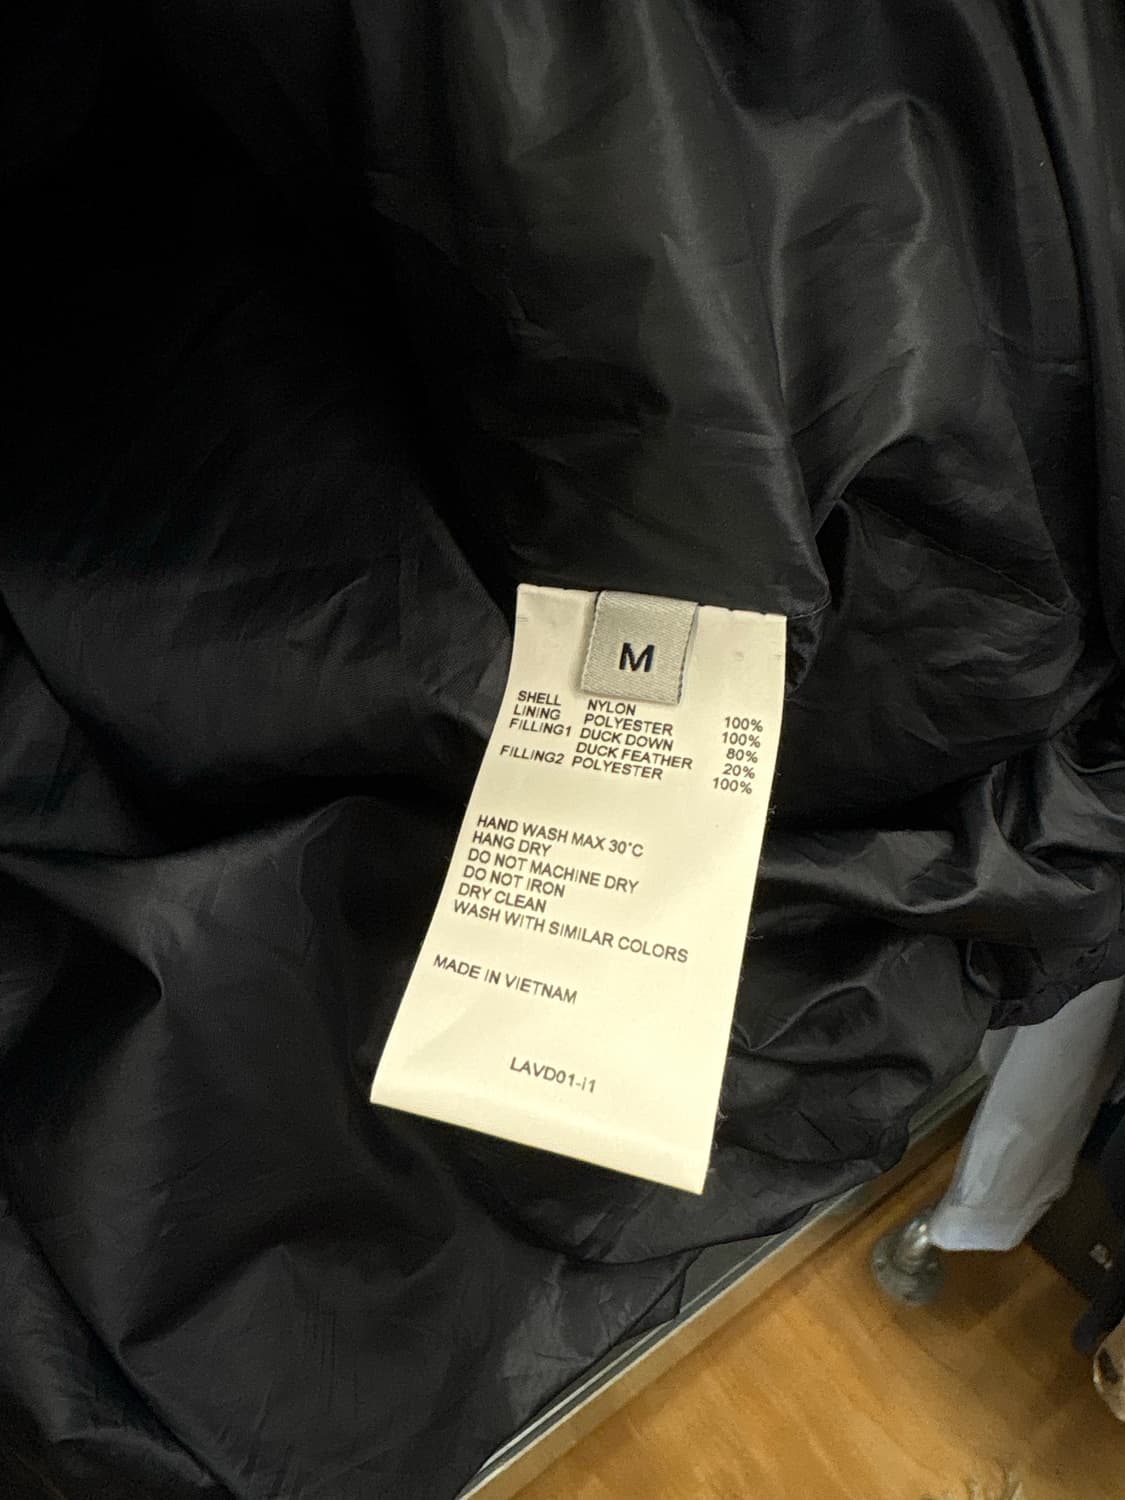 M
SHELL NYLON 100%
LINING POLYESTER 100%
FILLING1 DUCK DOWN 80%
DUCK FEATHER 20%
FILLING2 POLYESTER 100%
HAND WASH MAX 30°C
HANG DRY
DO NOT MACHINE DRY
DO NOT IRON
DRY CLEAN
WASH WITH SIMILAR COLORS
MADE IN VIETNAM
LAVD01-i1